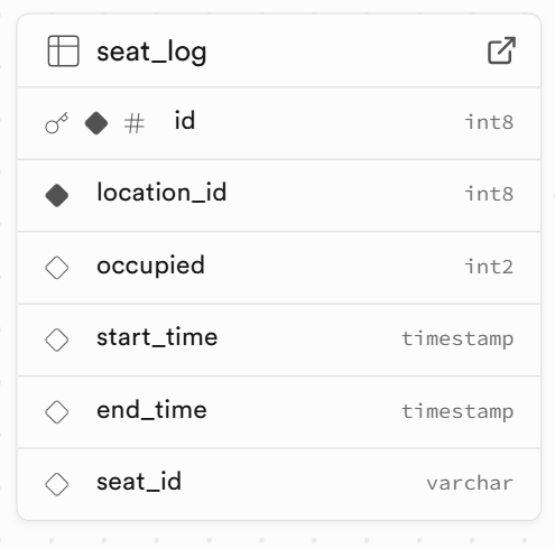 seat_log
# id int8
location_id int8
occupied int2
start_time timestamp
end_time timestamp
seat_id varchar